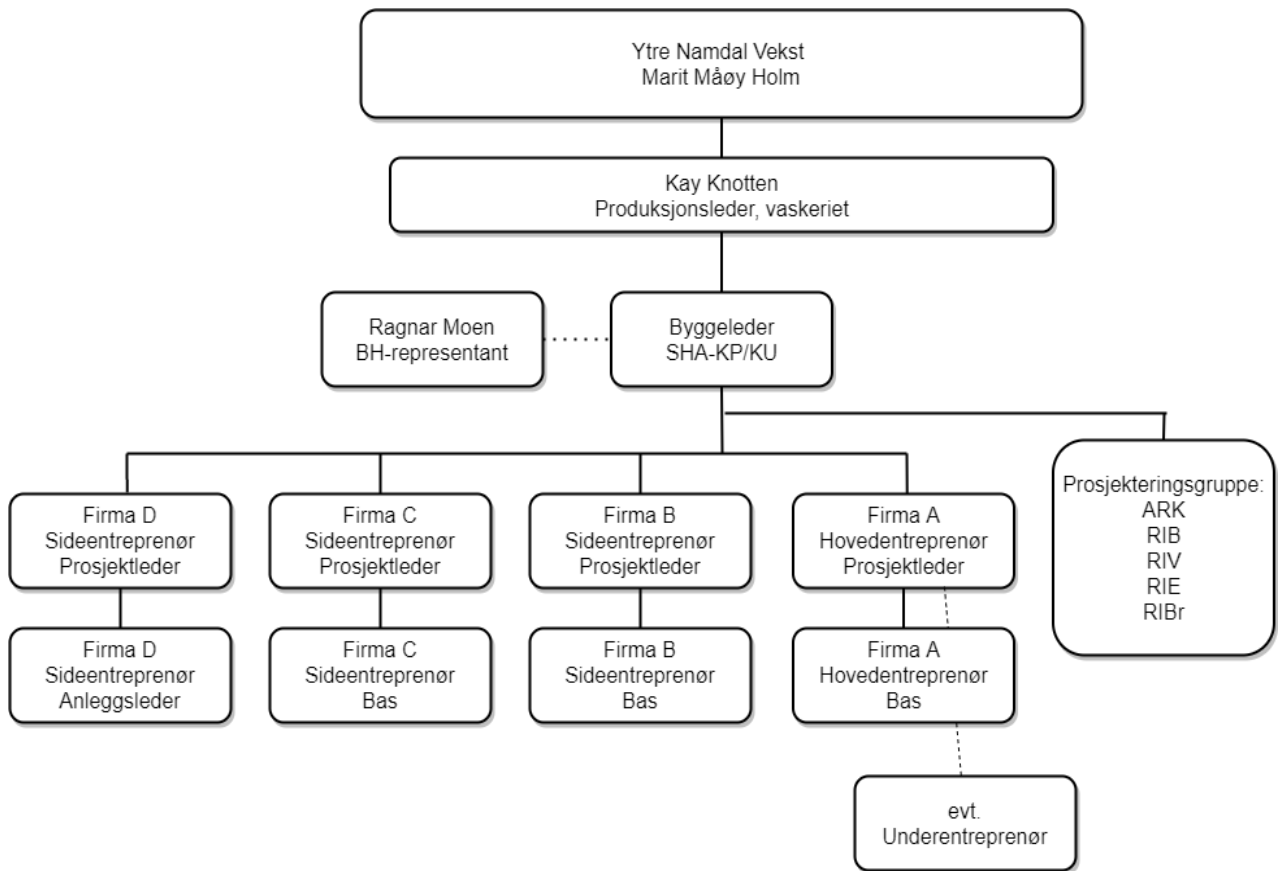 Ytre Namdal Vekst
Marit Måøy Holm
Kay Knotten
Produksjonsleder, vaskeriet
Ragnar Moen
BH-representant
Byggeleder
SHA-KP/KU
Firma D
Sideentreprenør
Prosjektleder
Firma C
Sideentreprenør
Prosjektleder
Firma B
Sideentreprenør
Prosjektleder
Firma A
Hovedentreprenør
Prosjektleder
Prosjekteringsgruppe:
ARK
RIB
RIV
RIE
RIBr
Firma D
Sideentreprenør
Anleggsleder
Firma C
Sideentreprenør
Bas
Firma B
Sideentreprenør
Bas
Firma A
Hovedentreprenør
Bas
evt.
Underentreprenør